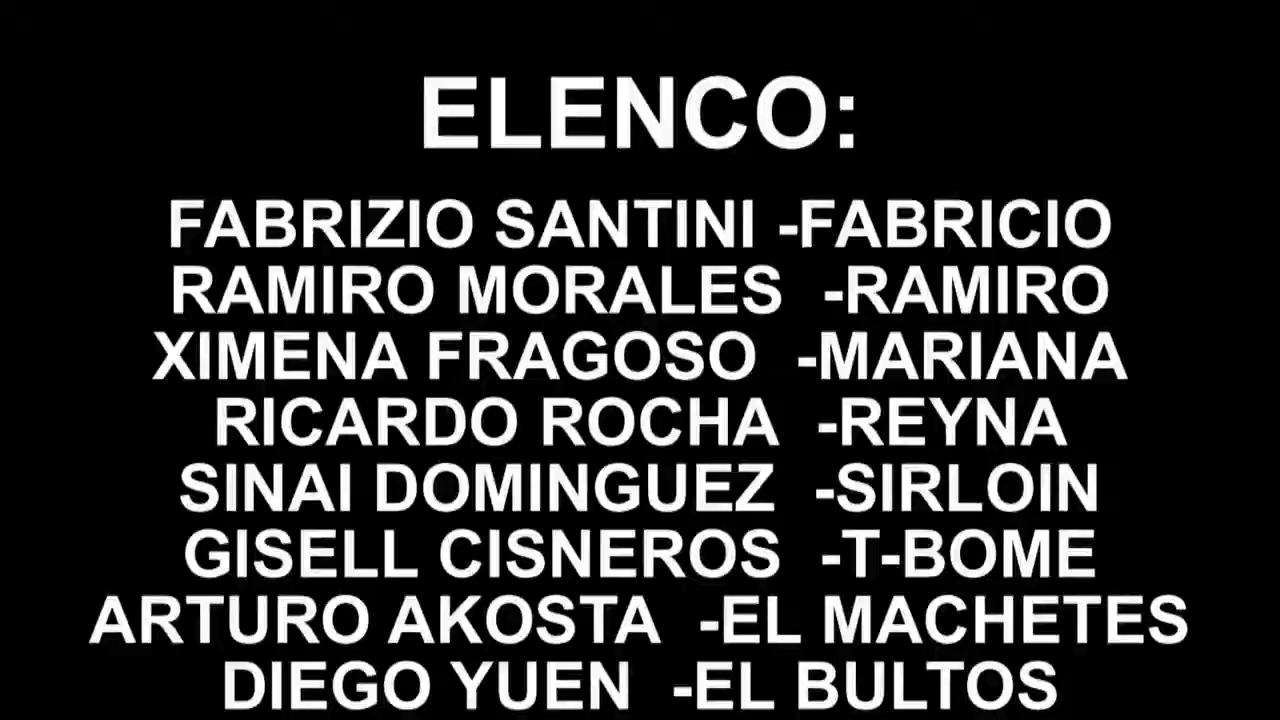 ELENCO:
FABRIZIO SANTINI -FABRICIO
RAMIRO MORALES -RAMIRO
XIMENA FRAGOSO -MARIANA
RICARDO ROCHA -REYNA
SINAI DOMINGUEZ -SIRLOIN
GISELL CISNEROS -T-BOME
ARTURO AKOSTA -EL MACHETES
DIEGO YUEN -EL BULTOS